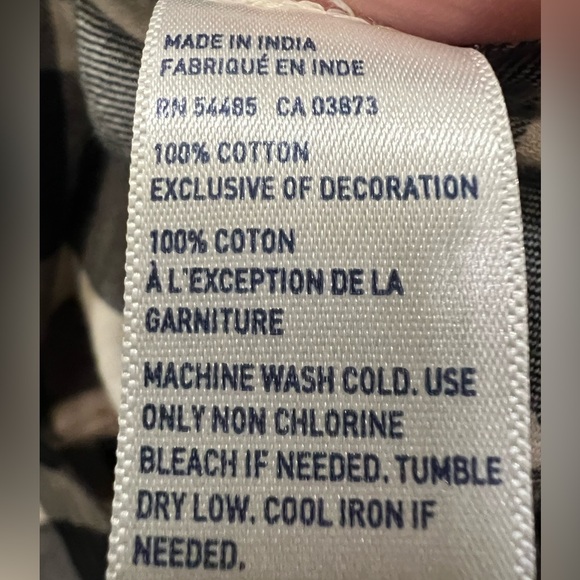 MADE IN INDIA
FABRIQUÉ EN INDE
RN 54485 CA 03873
100% COTTON
EXCLUSIVE OF DECORATION
100% COTON
À L'EXCEPTION DE LA
GARNITURE
MACHINE WASH COLD. USE
ONLY NON CHLORINE
BLEACH IF NEEDED. TUMBLE
DRY LOW. COOL IRON IF
NEEDED.